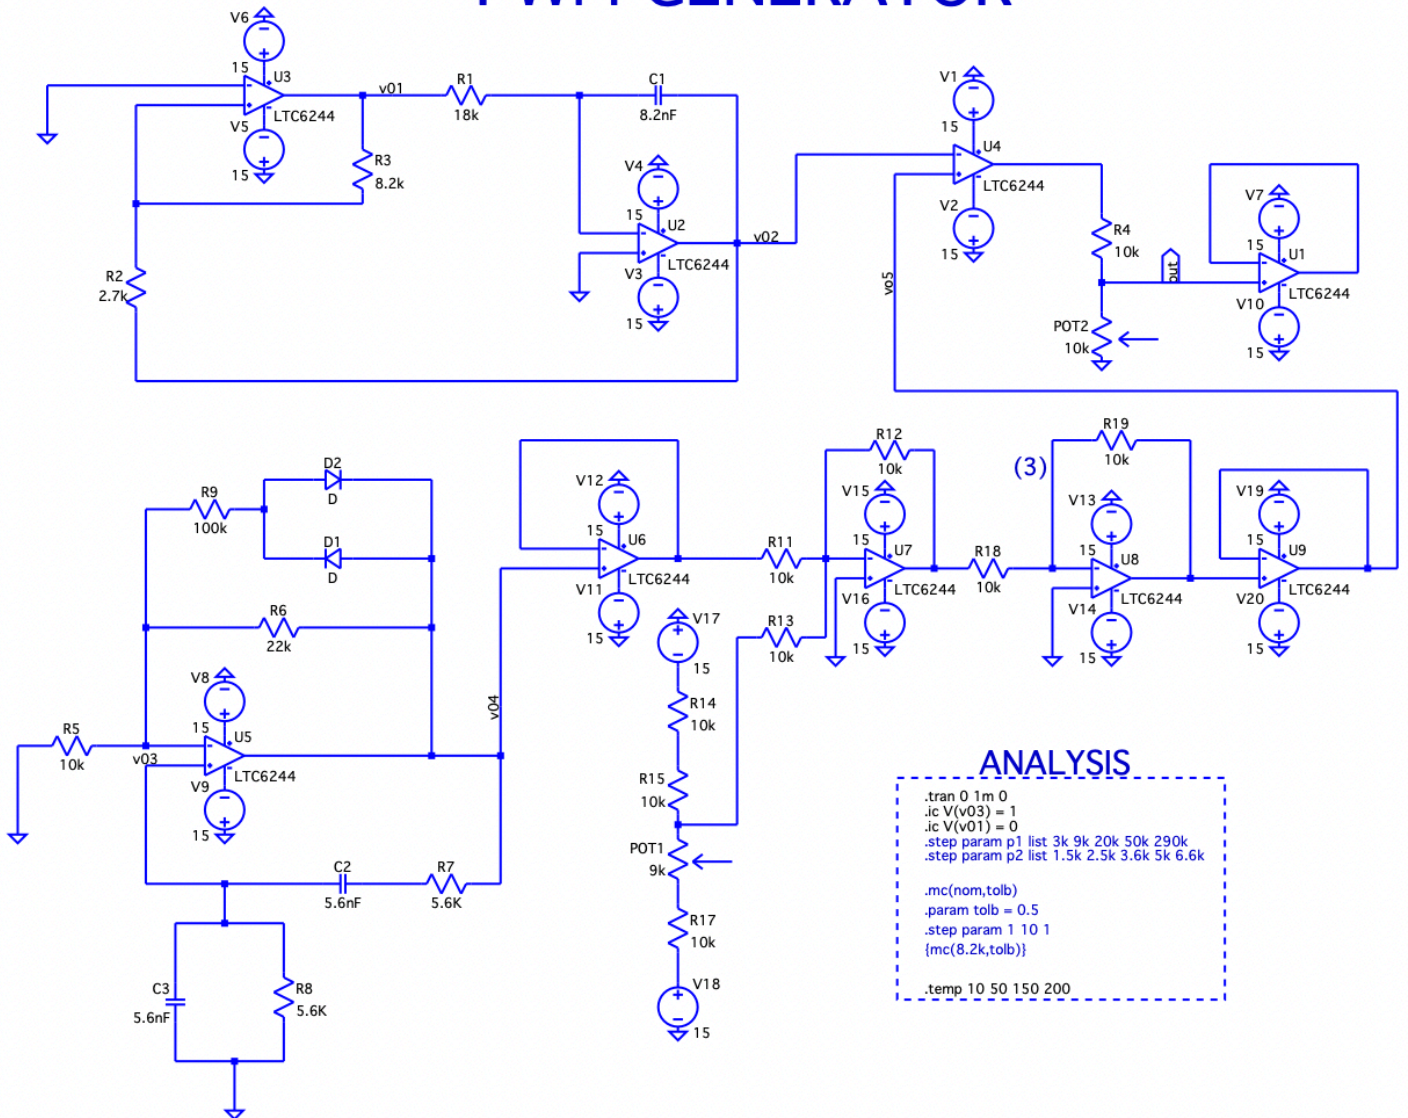 PWM GENERATOR
V6
15
U3
LTC6244
V5
15
v01
R1
18k
C1
8.2nF
R3
8.2k
V4
15
U2
LTC6244
V3
15
v02
R2
2.7k
V1
15
U4
LTC6244
V2
15
R4
10k
out
POT2
10k
V7
15
U1
LTC6244
V10
15
vo5
D2
D
R9
100k
D1
D
R6
22k
V8
15
U5
LTC6244
V9
15
R5
10k
v03
v04
C2
5.6nF
R7
5.6K
C3
5.6nF
R8
5.6K
V12
15
U6
LTC6244
V11
15
V17
15
R14
10k
R15
10k
POT1
9k
R17
10k
V18
15
R11
10k
R13
10k
R12
10k
V15
15
U7
LTC6244
V16
15
R18
10k
(3)
R19
10k
V13
15
U8
LTC6244
V14
15
V19
15
U9
LTC6244
V20
15
ANALYSIS
.tran 0 1m 0
.ic V(v03) = 1
.ic V(v01) = 0
.step param p1 list 3k 9k 20k 50k 290k
.step param p2 list 1.5k 2.5k 3.6k 5k 6.6k
.mc(nom,tolb)
.param tolb = 0.5
.step param 1 10 1
{mc(8.2k,tolb)}
.temp 10 50 150 200